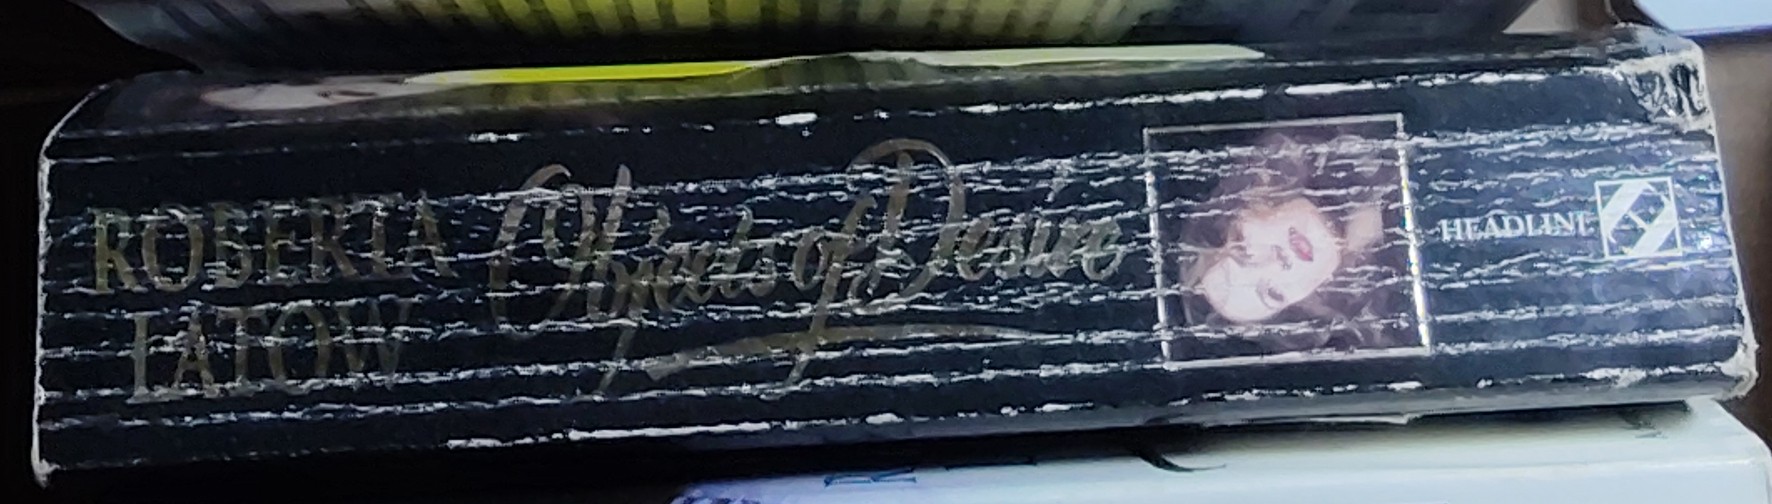 ROBERTA
LATOW
Objects of Desire
HEADLINE